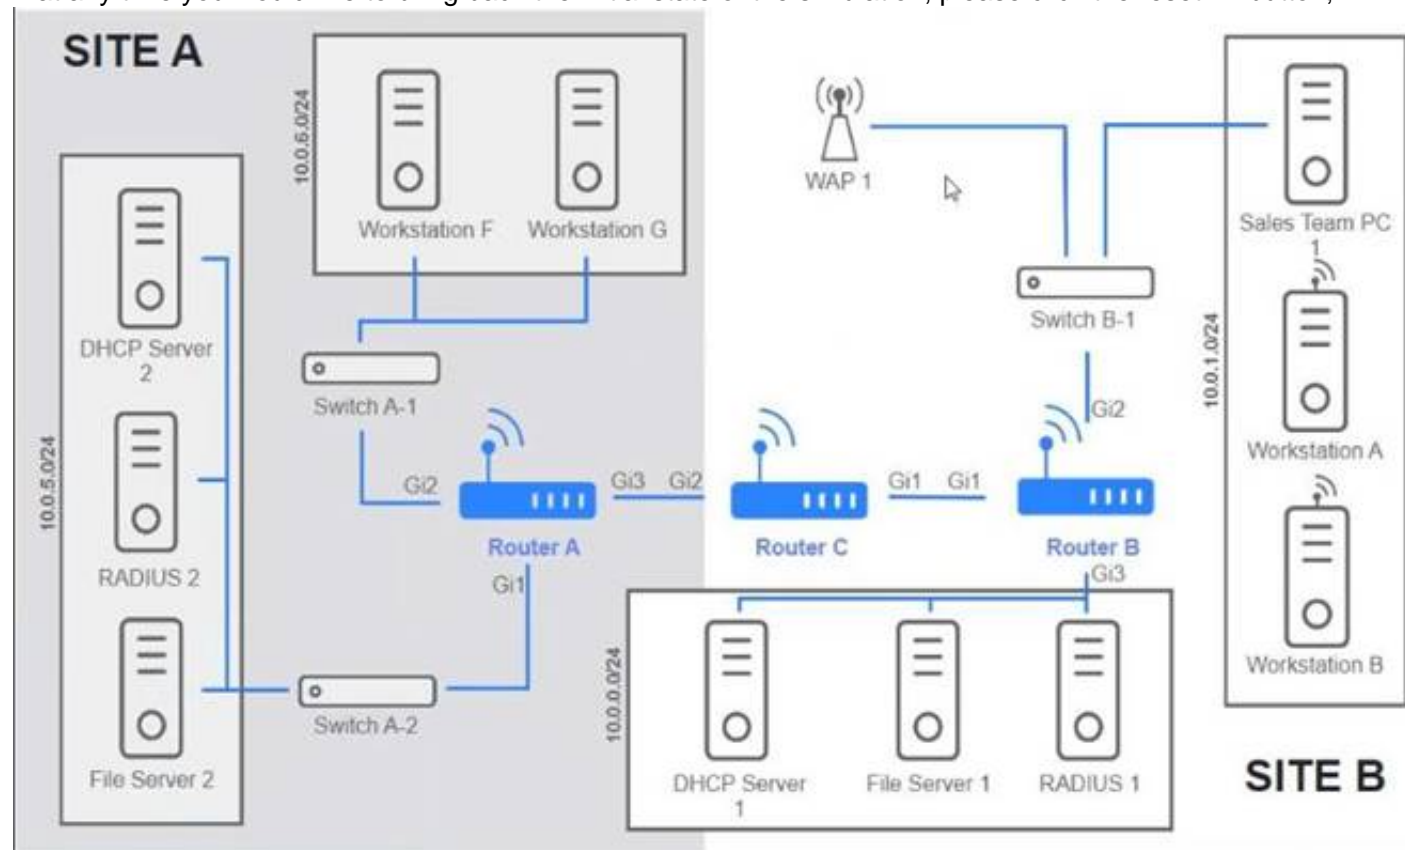 SITE A
10.0.6.0/24
Workstation F
Workstation G
WAP 1
Sales Team PC
1
DHCP Server
2
Switch A-1
Switch B-1
10.0.1.0/24
Gi2
Workstation A
10.0.5.0/24
RADIUS 2
Gi2
Gi3
Gi2
Gi1
Gi1
Router A
Router C
Router B
Gi1
Gi3
File Server 2
Switch A-2
10.0.0.0/24
DHCP Server
1
File Server 1
RADIUS 1
Workstation B
SITE B